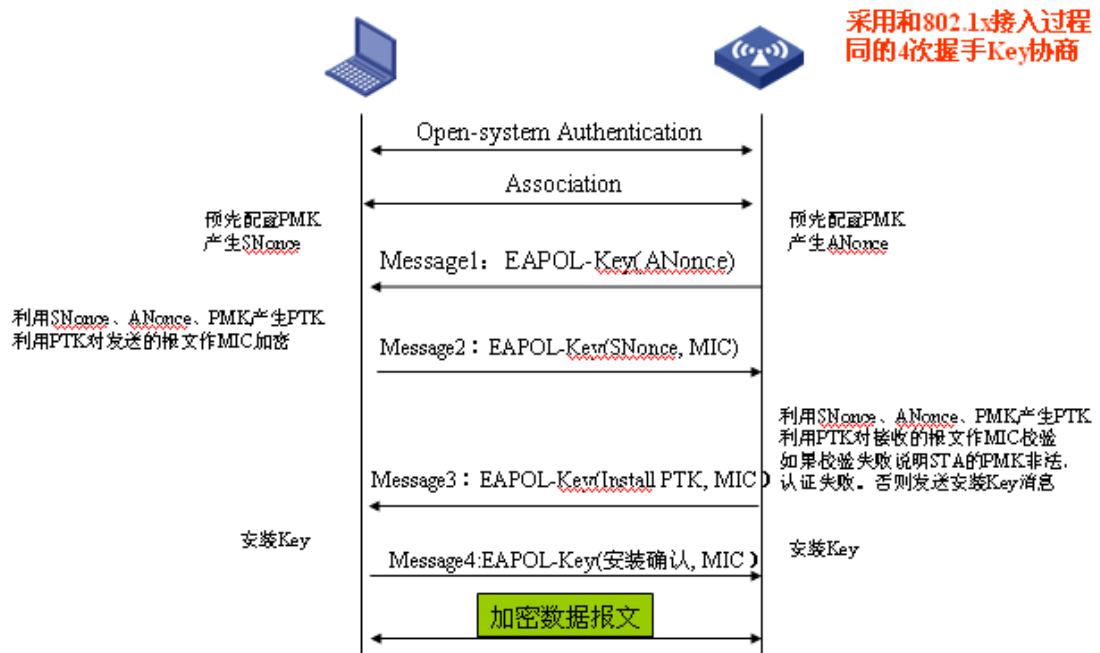 采用和802.1x接入过程
同的4次握手Key协商
Open-system Authentication
Association
预先配置PMK
产生SNonce
预先配置PMK
产生ANonce
Message1：EAPOL-Key(ANonce)
利用SNonce、ANonce、PMK产生PTK
利用PTK对发送的报文作MIC加密
Message2：EAPOL-Key(SNonce, MIC)
利用SNonce、ANonce、PMK产生PTK
利用PTK对接收的报文作MIC校验
如果校验失败说明STA的PMK非法.
认证失败。否则发送安装Key消息
Message3：EAPOL-Key(Install PTK, MIC)
安装Key
安装Key
Message4:EAPOL-Key(安装确认, MIC)
加密数据报文